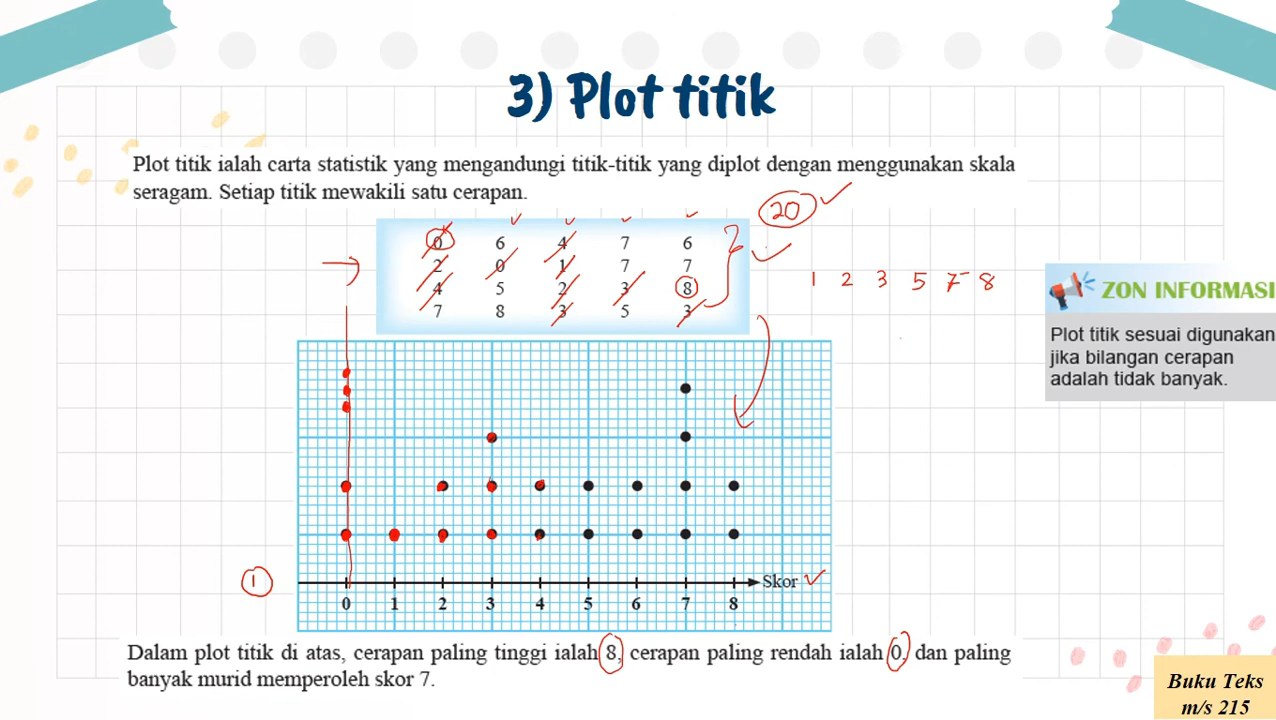 3) Plot titik
Plot titik ialah carta statistik yang mengandungi titik-titik yang diplot dengan menggunakan skala
seragam. Setiap titik mewakili satu cerapan.
20
0 6 4 7 6
2 0 1 7 7
4 5 2 3 8
7 8 3 5 3
1 2 3 5 7 8
ZON INFORMASI
Plot titik sesuai digunakan
jika bilangan cerapan
adalah tidak banyak.
1
Skor
0 1 2 3 4 5 6 7 8
Dalam plot titik di atas, cerapan paling tinggi ialah 8, cerapan paling rendah ialah 0, dan paling
banyak murid memperoleh skor 7.
Buku Teks
m/s 215